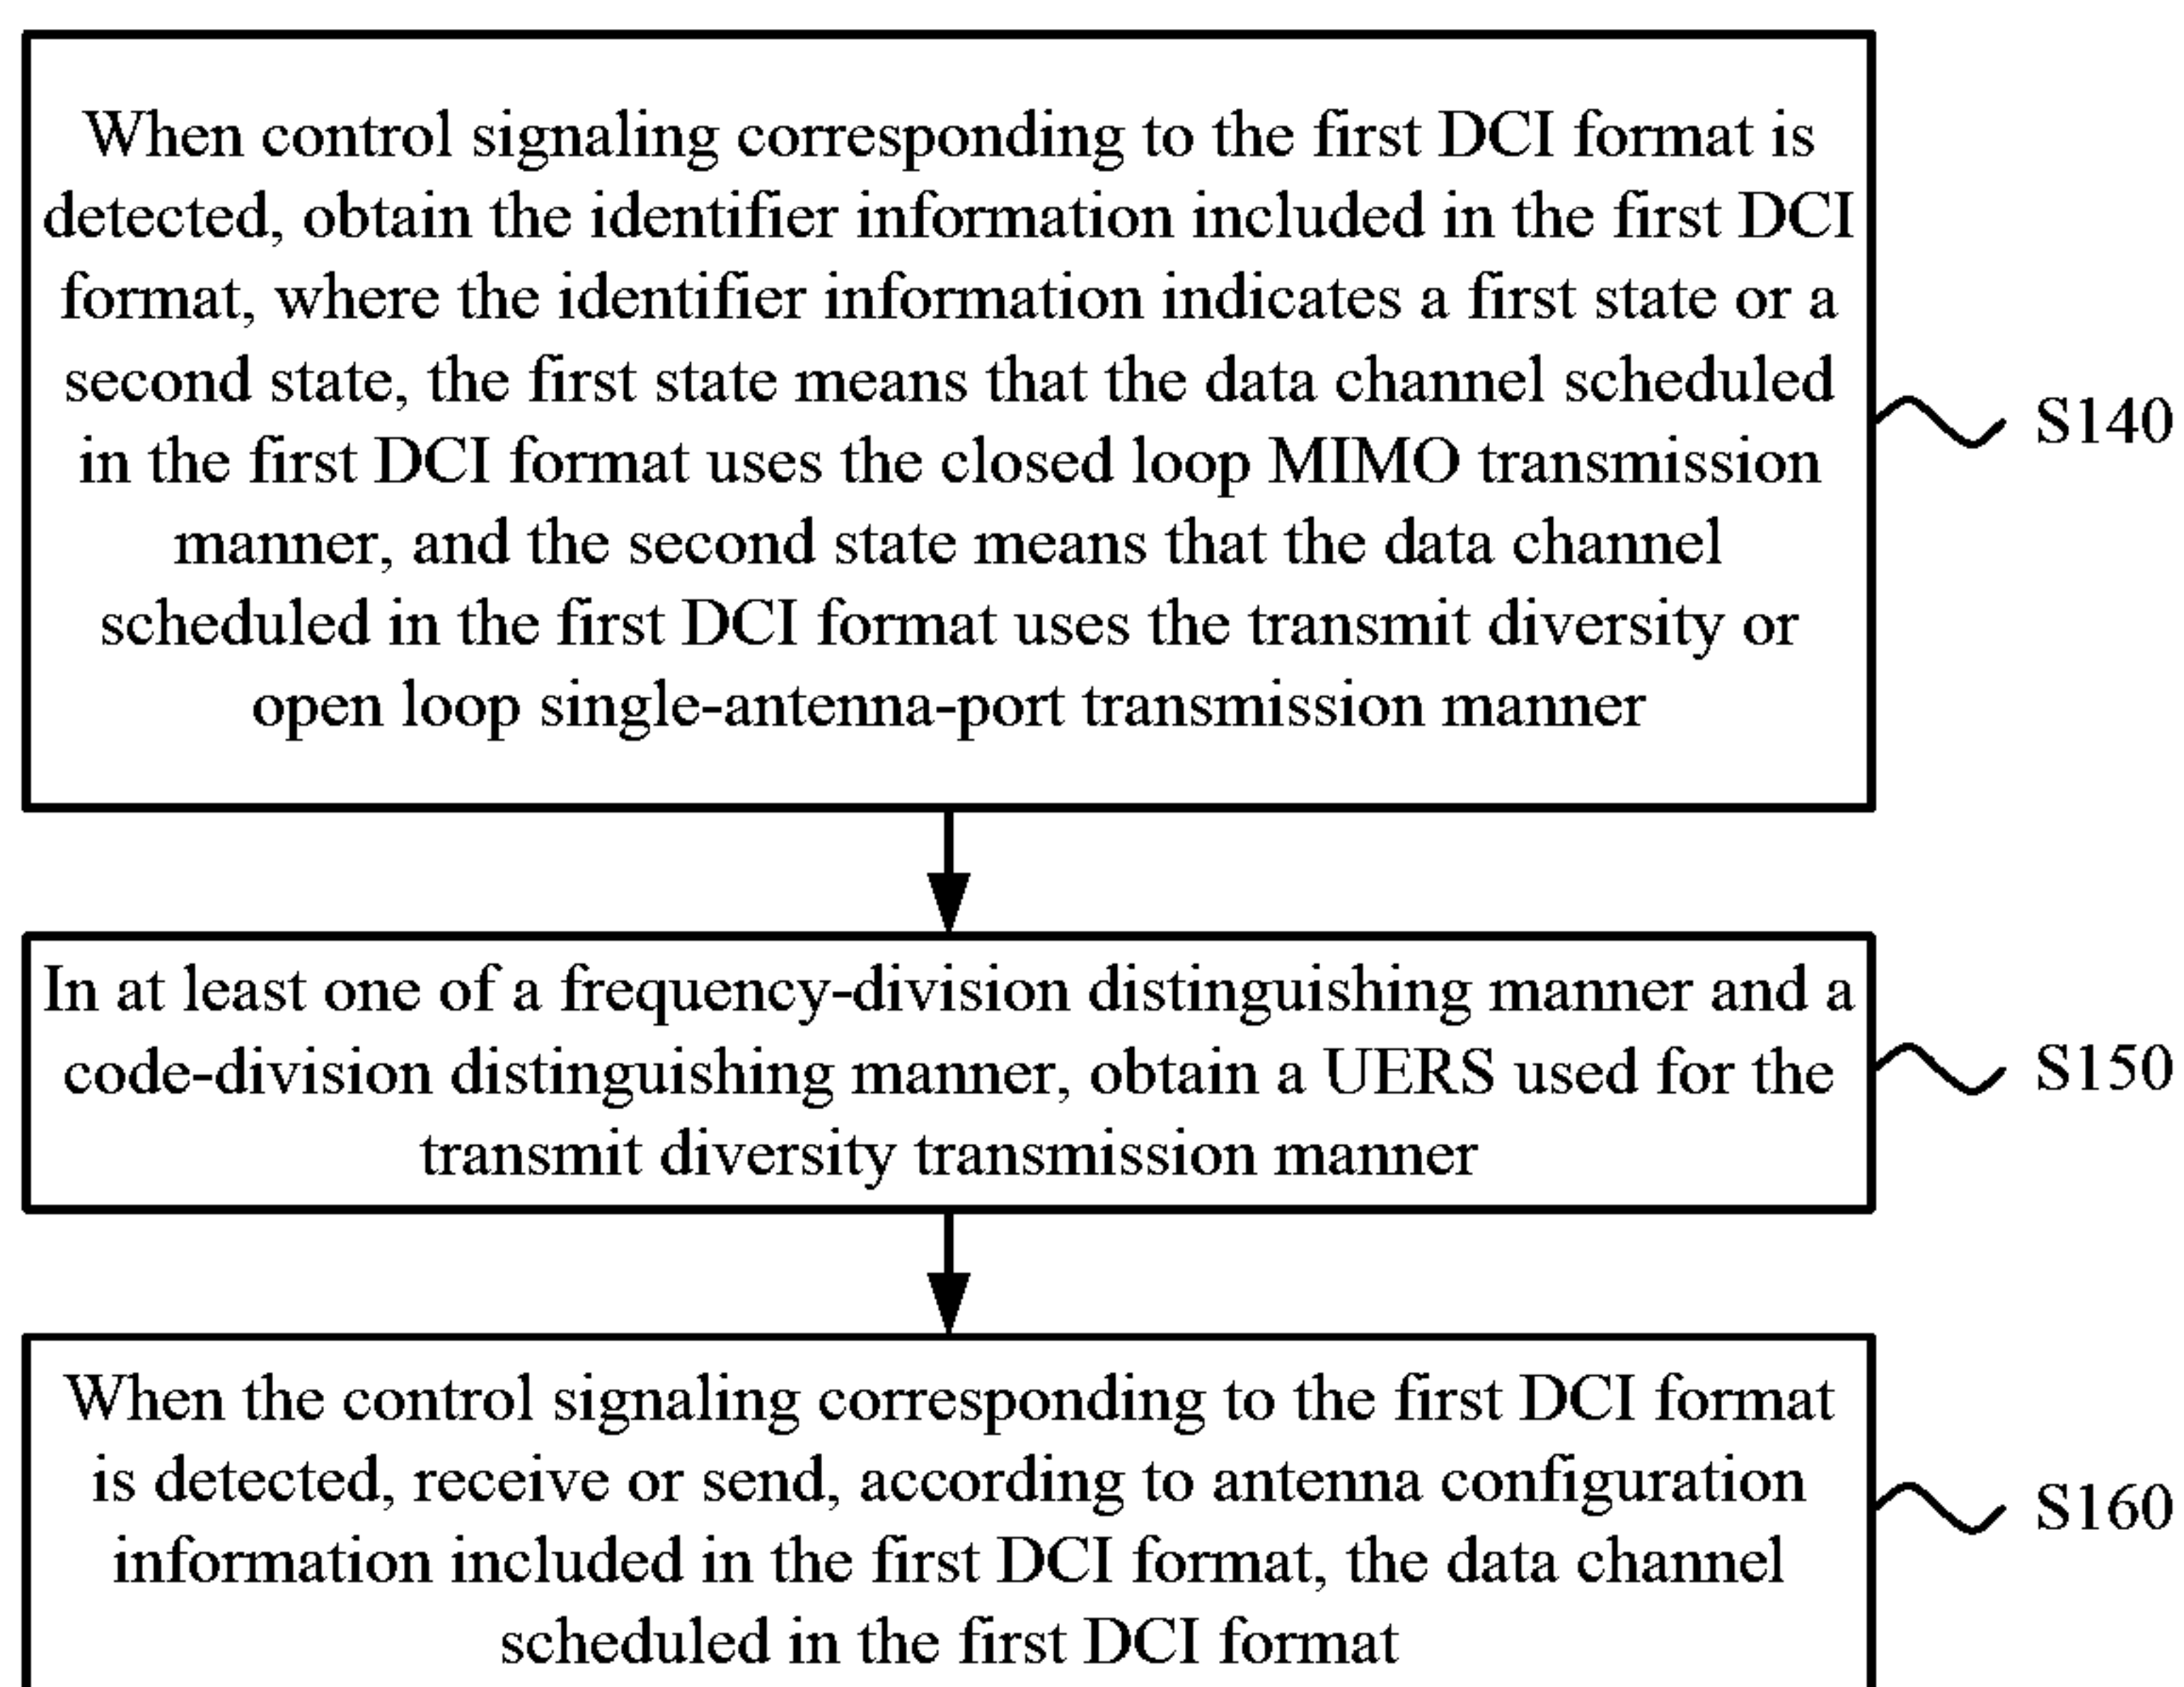 When control signaling corresponding to the first DCI format is
detected, obtain the identifier information included in the first DCI
format, where the identifier information indicates a first state or a
second state, the first state means that the data channel scheduled
in the first DCI format uses the closed loop MIMO transmission
manner, and the second state means that the data channel
scheduled in the first DCI format uses the transmit diversity or
open loop single-antenna-port transmission manner
S140
In at least one of a frequency-division distinguishing manner and a
code-division distinguishing manner, obtain a UERS used for the
transmit diversity transmission manner
S150
When the control signaling corresponding to the first DCI format
is detected, receive or send, according to antenna configuration
information included in the first DCI format, the data channel
scheduled in the first DCI format
S160